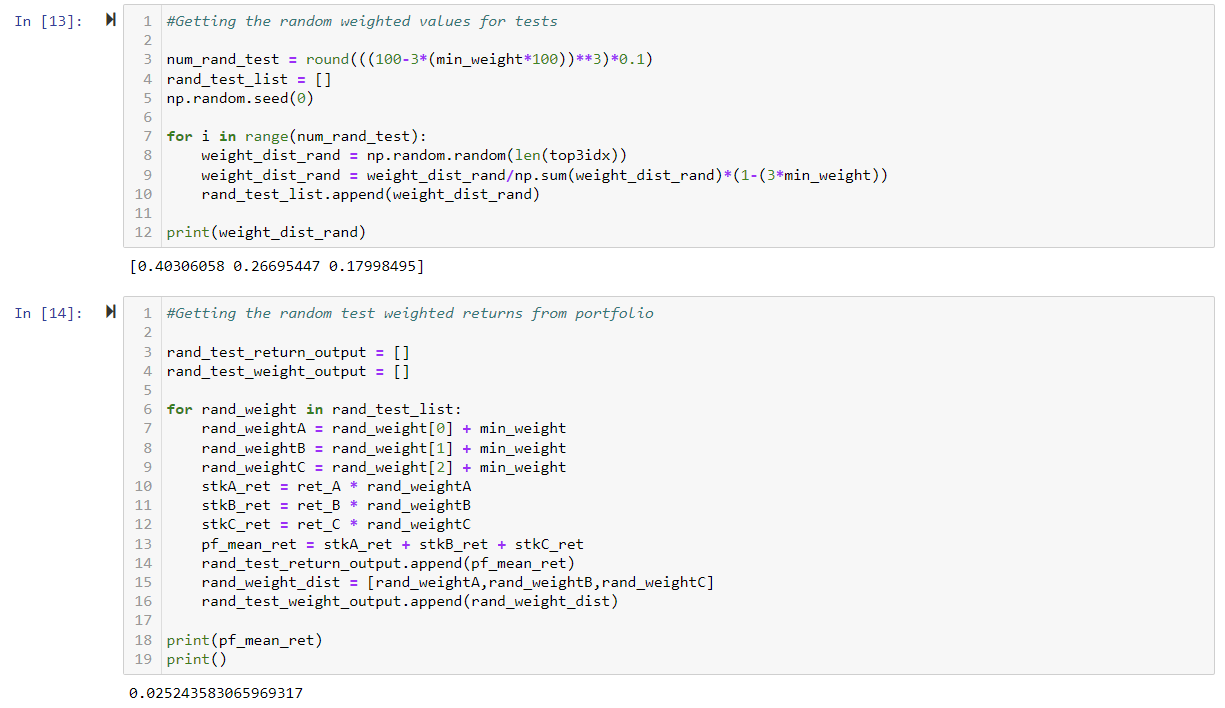 In [13]:
1 #Getting the random weighted values for tests
2
3 num_rand_test = round(((100-3*(min_weight*100))**3)*0.1)
4 rand_test_list = []
5 np.random.seed(0)
6
7 for i in range(num_rand_test):
8     weight_dist_rand = np.random.random(len(top3idx))
9     weight_dist_rand = weight_dist_rand/np.sum(weight_dist_rand)*(1-(3*min_weight))
10     rand_test_list.append(weight_dist_rand)
11
12 print(weight_dist_rand)
[0.40306058 0.26695447 0.17998495]
In [14]:
1 #Getting the random test weighted returns from portfolio
2
3 rand_test_return_output = []
4 rand_test_weight_output = []
5
6 for rand_weight in rand_test_list:
7     rand_weightA = rand_weight[0] + min_weight
8     rand_weightB = rand_weight[1] + min_weight
9     rand_weightC = rand_weight[2] + min_weight
10     stkA_ret = ret_A * rand_weightA
11     stkB_ret = ret_B * rand_weightB
12     stkC_ret = ret_C * rand_weightC
13     pf_mean_ret = stkA_ret + stkB_ret + stkC_ret
14     rand_test_return_output.append(pf_mean_ret)
15     rand_weight_dist = [rand_weightA,rand_weightB,rand_weightC]
16     rand_test_weight_output.append(rand_weight_dist)
17
18 print(pf_mean_ret)
19 print()
0.025243583065969317